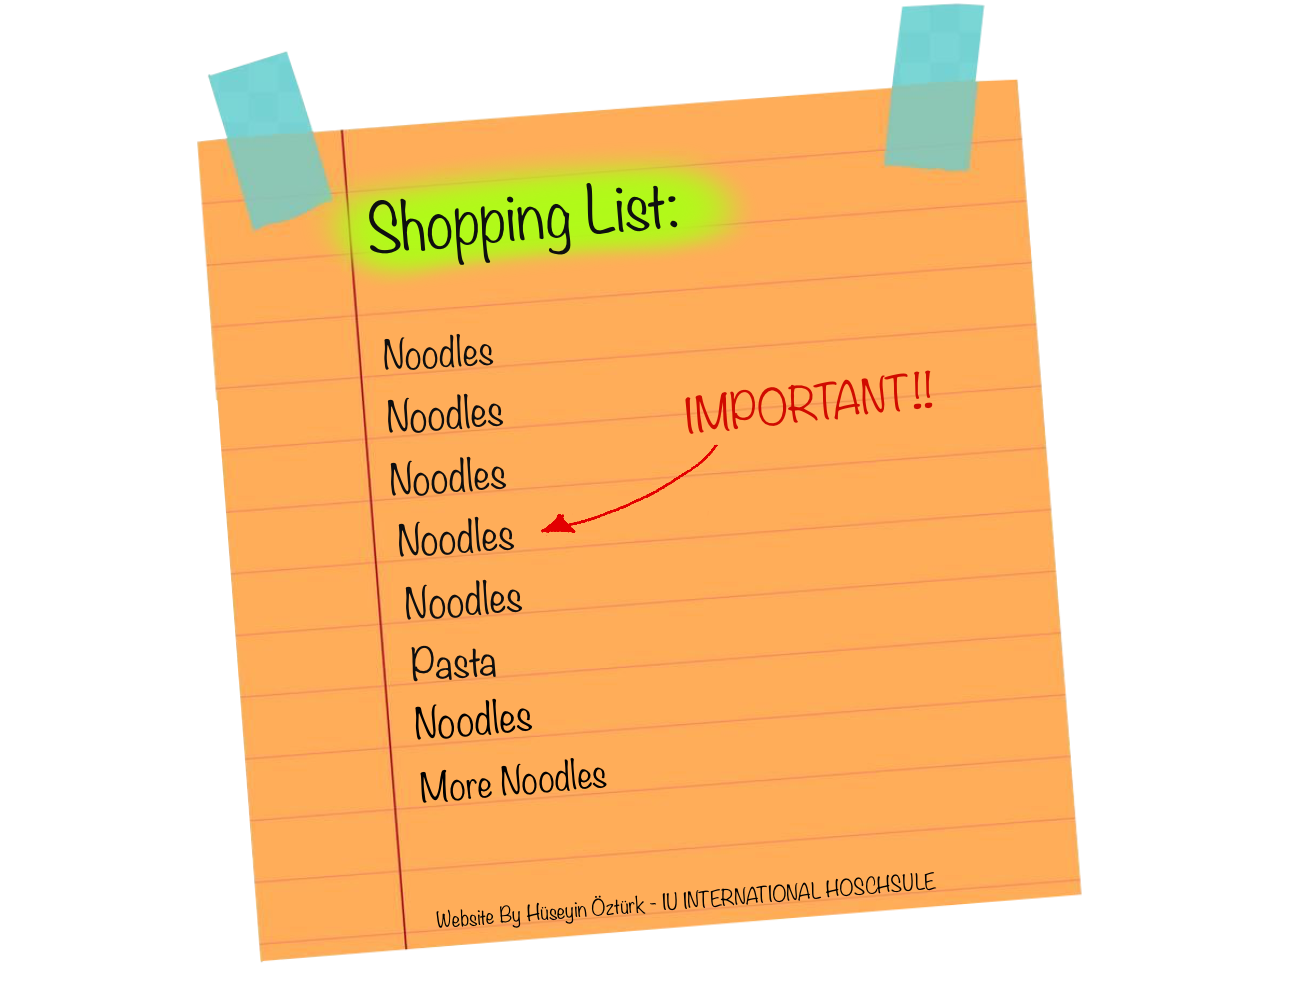 Shopping List:
Noodles
Noodles
IMPORTANT!!
Noodles
Noodles
Noodles
Pasta
Noodles
More Noodles
Website By Hüseyin Öztürk - IU INTERNATIONAL HOSCHSULE